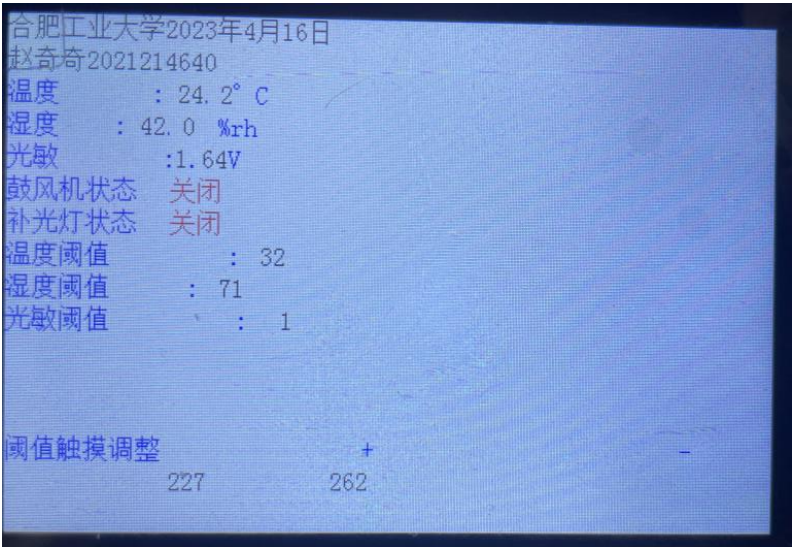 合肥工业大学2023年4月16日
赵奇奇2021214640
温度 : 24.2° C
湿度 : 42.0 %rh
光敏 :1.64V
鼓风机状态 关闭
补光灯状态 关闭
温度阈值 : 32
湿度阈值 : 71
光敏阈值 : 1
阈值触摸调整 + -
227 262